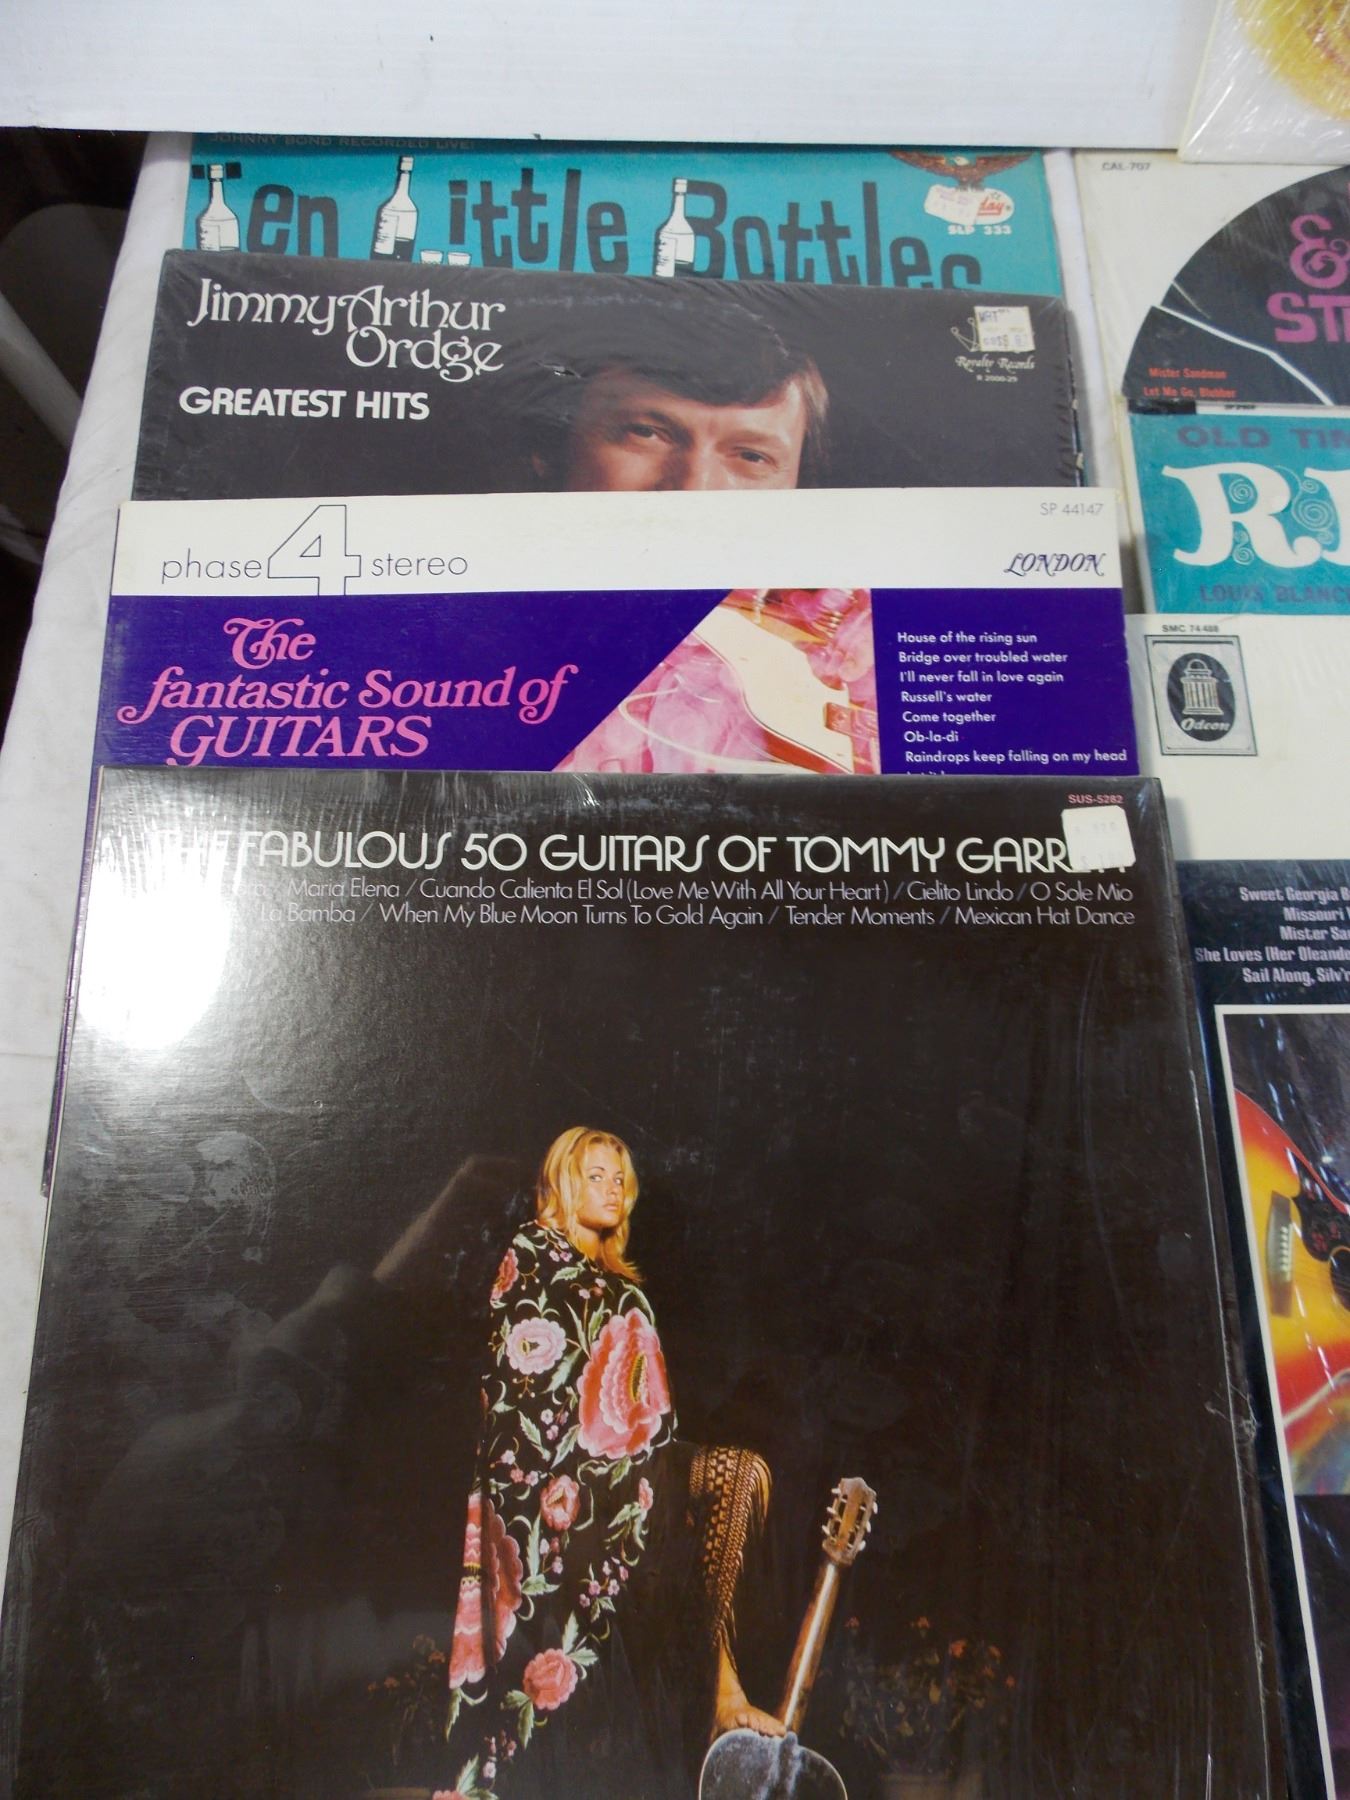 JOHNNY BOND RECORDED LIVE!
Ten Little Bottles
SLP 333
Jimmy Arthur
Ordge
GREATEST HITS
Royalty Records
R 2000-29
phase 4 stereo
SP 44147
LONDON
The
fantastic Sound of
GUITARS
House of the rising sun
Bridge over troubled water
I'll never fall in love again
Russell's water
Come together
Ob-la-di
Raindrops keep falling on my head
SUS-5282
THE FABULOUS 50 GUITARS OF TOMMY
/ Maria Elena / Cuando Calienta El Sol (Love Me With All Your Heart) / Cielito Lindo / O Sole Mio
La Bamba / When My Blue Moon Turns To Gold Again / Tender Moments / Mexican Hat Dance
CAL-707
&
Mister Sandman
Let Me Go, Blubber
OLD
LOUIS
SMC 74 488
Odeon
Sweet Georgia
Missouri
Mister
She Loves (Her
Sail Along,